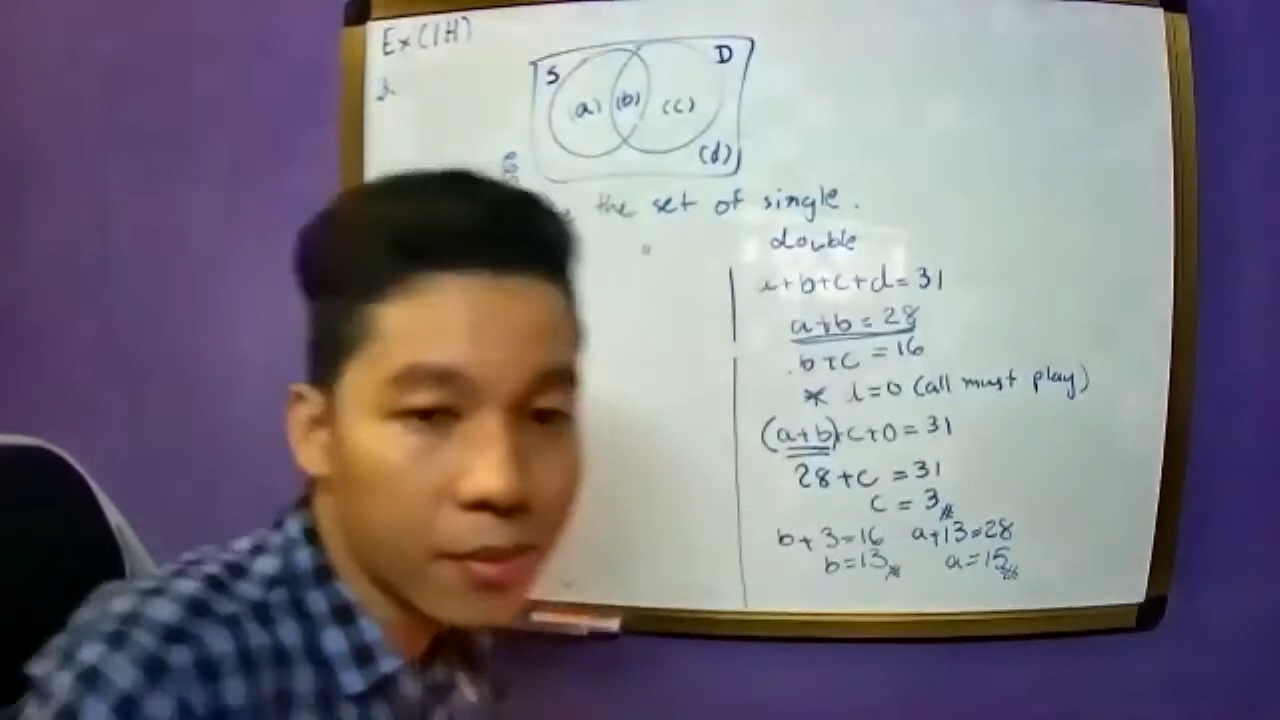 Ex(1H)
S D
(a) (b) (c)
(d)
the set of single.
double
a+b+c+d=31
a+b=28
b+c=16
* d=0 (all must play)
(a+b)+c+0=31
28+c=31
c=3
b+3=16 a+13=28
b=13 a=15